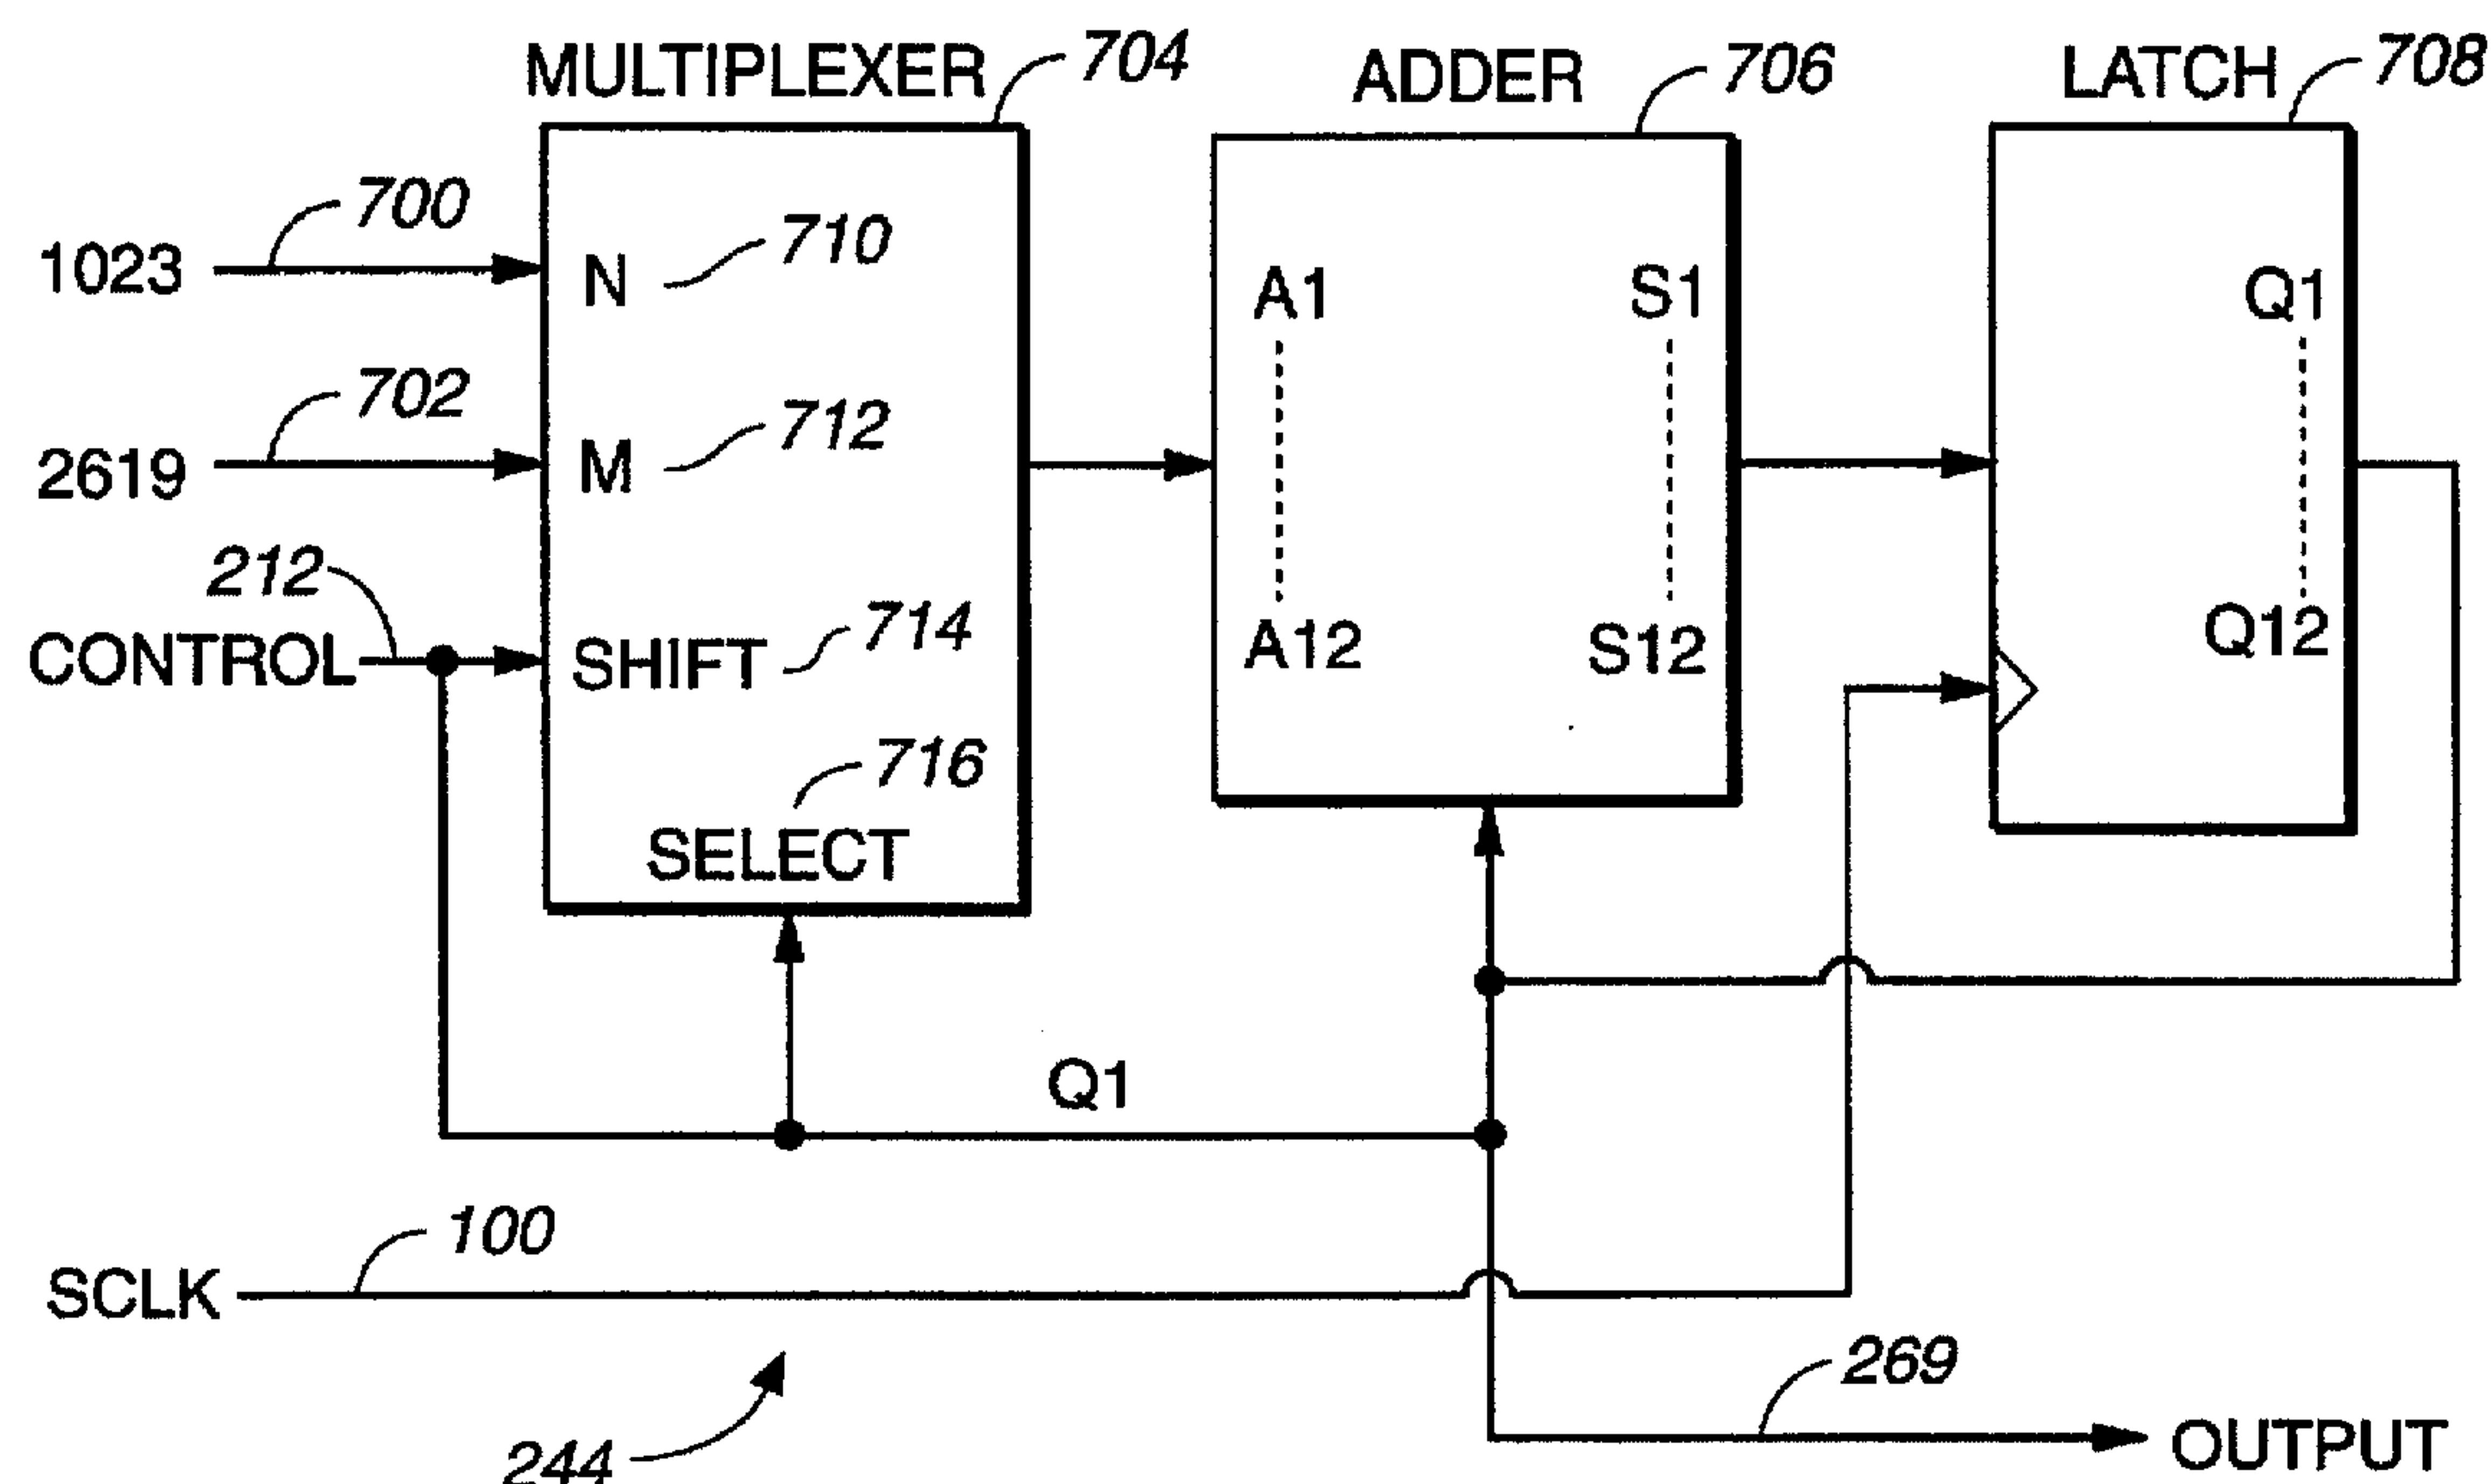 MULTIPLEXER 704
ADDER 706
LATCH 708
700
1023
N 710
A1
S1
Q1
702
2619
M 712
212
CONTROL
SHIFT 714
A12
S12
Q12
716
SELECT
Q1
100
SCLK
269
244
OUTPUT